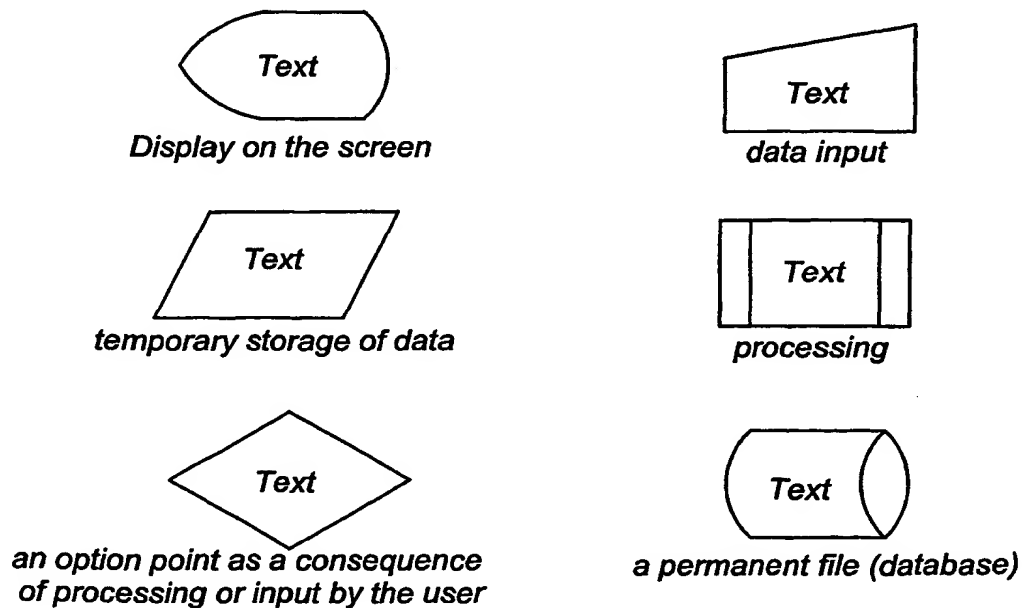 Text
Display on the screen
Text
data input
Text
temporary storage of data
Text
processing
Text
an option point as a consequence
of processing or input by the user
Text
a permanent file (database)